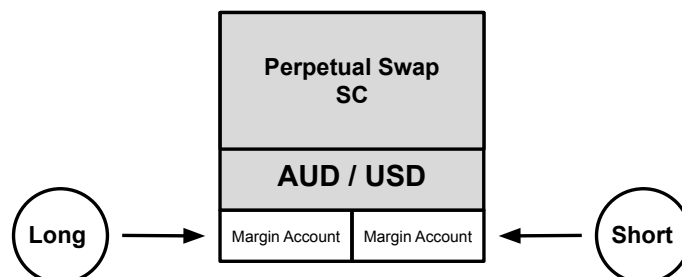 Perpetual Swap
SC
AUD / USD
Long
Margin Account
Margin Account
Short